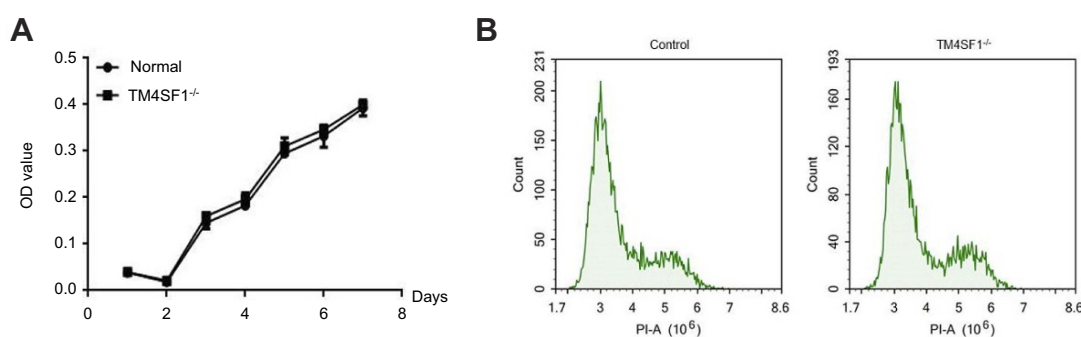 A
0.5
0.4
0.3
0.2
0.1
0.0
OD value
Normal
TM4SF1-/-
0 2 4 6 8
Days
B
Control
231
200
150
100
50
0
Count
1.7 3 4 5 6 7 8.6
PI-A (10⁶)
TM4SF1-/-
193
160
120
80
40
0
Count
1.7 3 4 5 6 7 8.6
PI-A (10⁶)